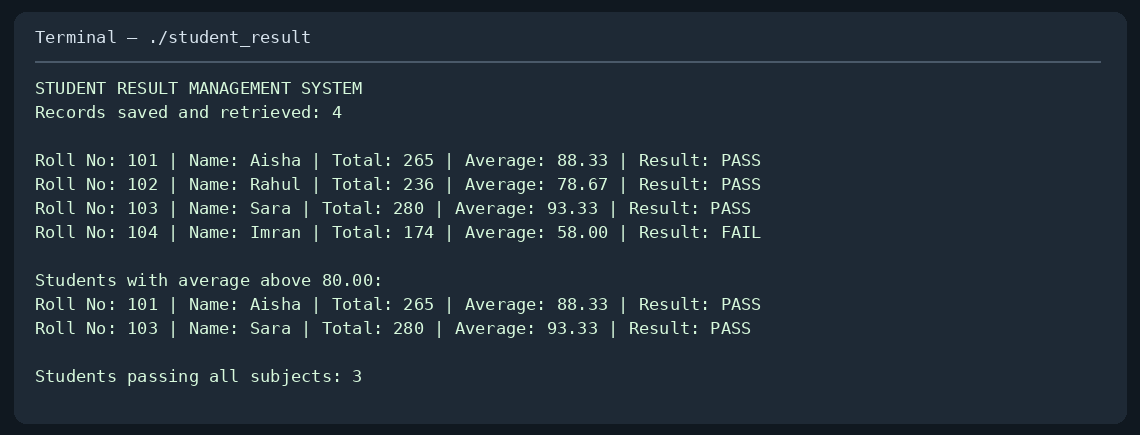 Terminal — ./student_result
STUDENT RESULT MANAGEMENT SYSTEM
Records saved and retrieved: 4
Roll No: 101 | Name: Aisha | Total: 265 | Average: 88.33 | Result: PASS
Roll No: 102 | Name: Rahul | Total: 236 | Average: 78.67 | Result: PASS
Roll No: 103 | Name: Sara | Total: 280 | Average: 93.33 | Result: PASS
Roll No: 104 | Name: Imran | Total: 174 | Average: 58.00 | Result: FAIL
Students with average above 80.00:
Roll No: 101 | Name: Aisha | Total: 265 | Average: 88.33 | Result: PASS
Roll No: 103 | Name: Sara | Total: 280 | Average: 93.33 | Result: PASS
Students passing all subjects: 3